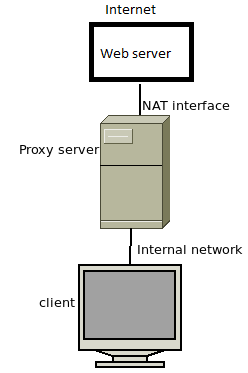 Internet
Web server
NAT interface
Proxy server
Internal network
client